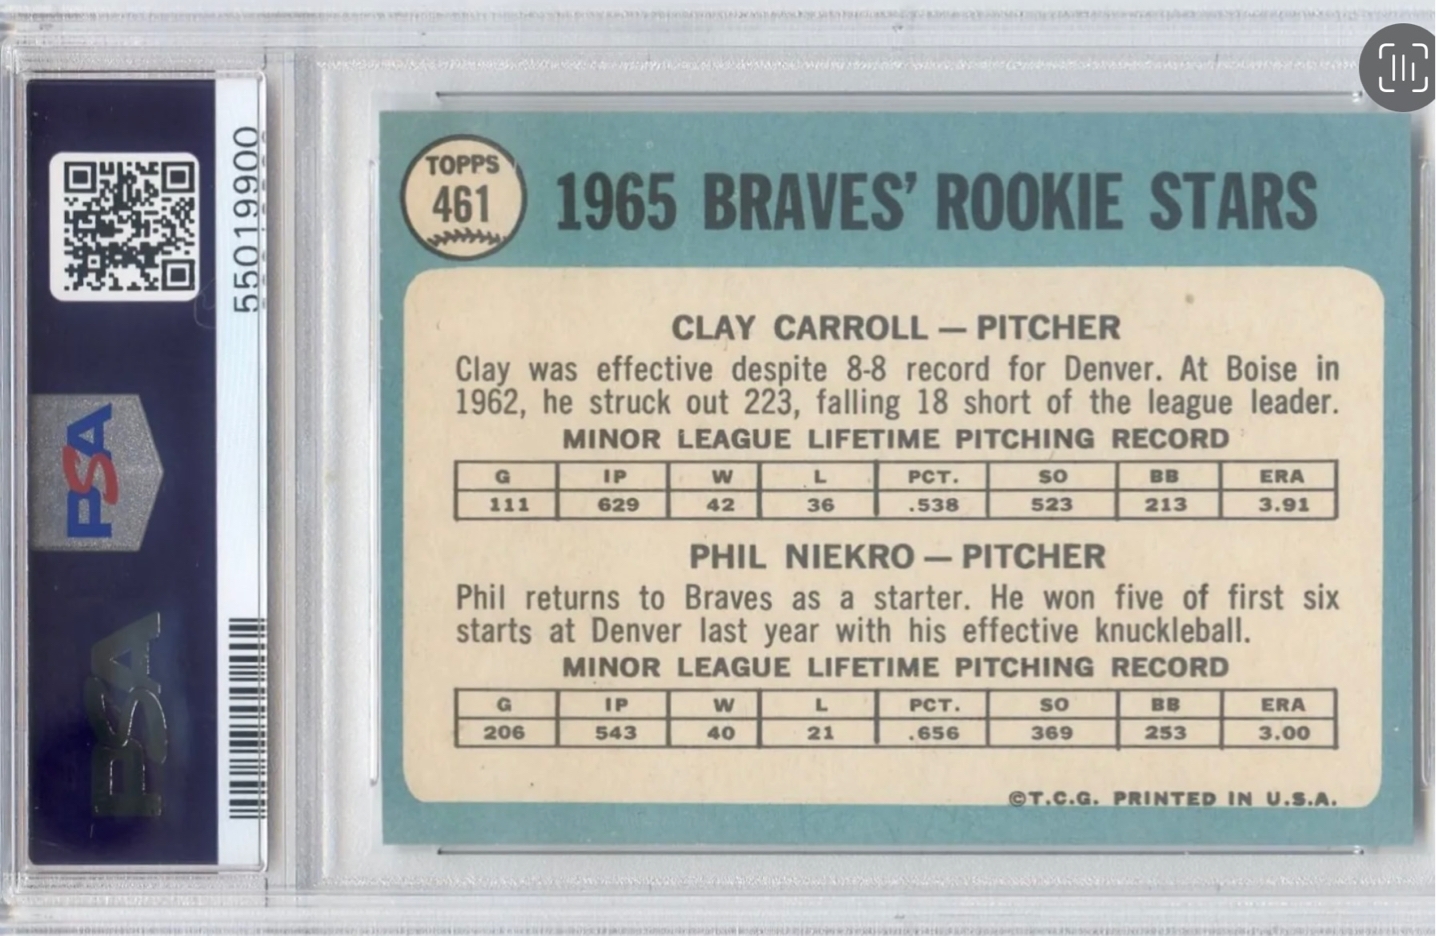 55019900
PSA
PSA
TOPPS
461
1965 BRAVES' ROOKIE STARS
CLAY CARROLL — PITCHER
Clay was effective despite 8-8 record for Denver. At Boise in
1962, he struck out 223, falling 18 short of the league leader.
MINOR LEAGUE LIFETIME PITCHING RECORD
G IP W L PCT. SO BB ERA
111 629 42 36 .538 523 213 3.91
PHIL NIEKRO — PITCHER
Phil returns to Braves as a starter. He won five of first six
starts at Denver last year with his effective knuckleball.
MINOR LEAGUE LIFETIME PITCHING RECORD
G IP W L PCT. SO BB ERA
206 543 40 21 .656 369 253 3.00
©T.C.G. PRINTED IN U.S.A.